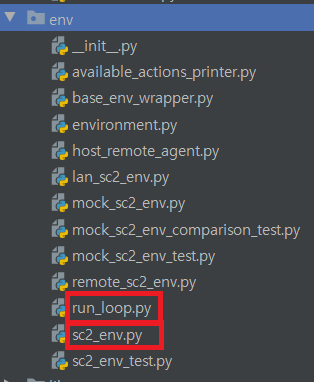 env
__init__.py
available_actions_printer.py
base_env_wrapper.py
environment.py
host_remote_agent.py
lan_sc2_env.py
mock_sc2_env.py
mock_sc2_env_comparison_test.py
mock_sc2_env_test.py
remote_sc2_env.py
run_loop.py
sc2_env.py
sc2_env_test.py